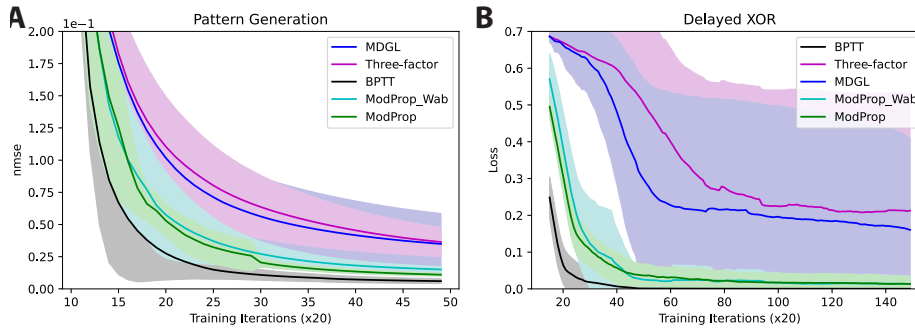 A
Pattern Generation
1e−1
2.00
1.75
1.50
1.25
1.00
0.75
0.50
0.25
0.00
nmse
10 15 20 25 30 35 40 45 50
Training Iterations (x20)
MDGL
Three-factor
BPTT
ModProp_Wab
ModProp
B
Delayed XOR
0.7
0.6
0.5
0.4
0.3
0.2
0.1
0.0
Loss
20 40 60 80 100 120 140
Training Iterations (x20)
BPTT
Three-factor
MDGL
ModProp_Wab
ModProp